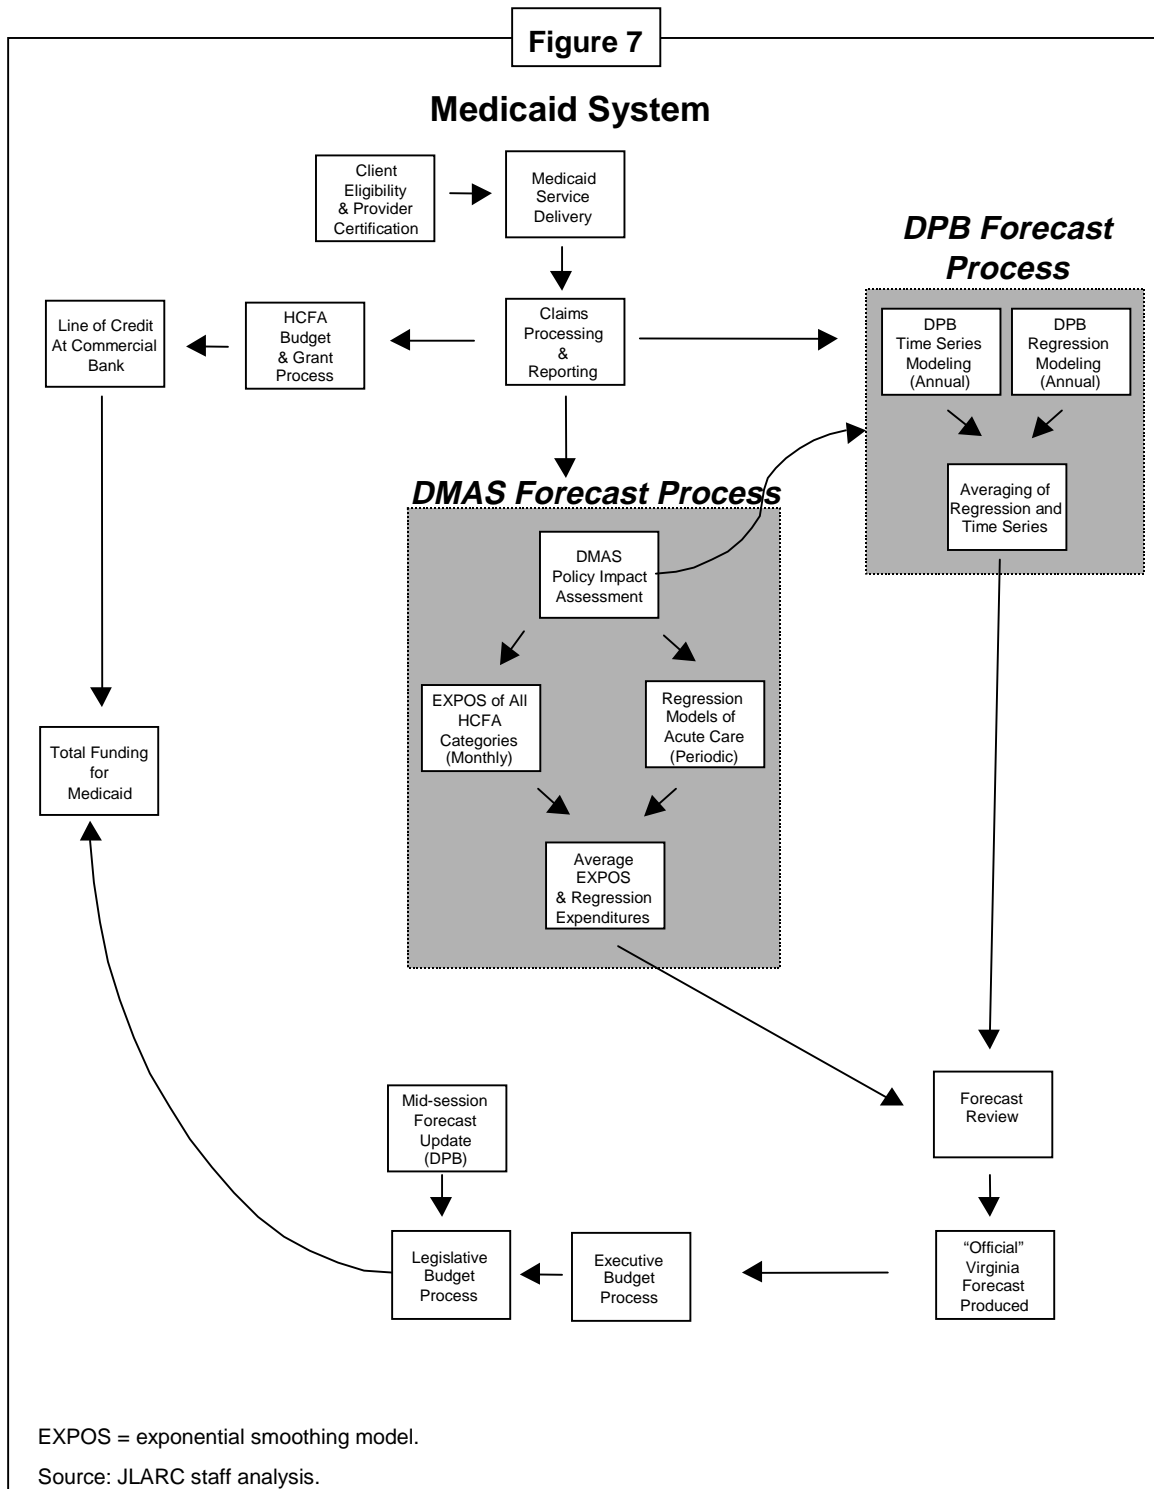 Figure 7
Medicaid System
Client
Eligibility
& Provider
Certification
Medicaid
Service
Delivery
DPB Forecast
Process
Line of Credit
At Commercial
Bank
HCFA
Budget
& Grant
Process
Claims
Processing
&
Reporting
DPB
Time Series
Modeling
(Annual)
DPB
Regression
Modeling
(Annual)
Averaging of
Regression and
Time Series
DMAS Forecast Process
DMAS
Policy Impact
Assessment
EXPOS of All
HCFA
Categories
(Monthly)
Regression
Models of
Acute Care
(Periodic)
Total Funding
for
Medicaid
Average
EXPOS
& Regression
Expenditures
Mid-session
Forecast
Update
(DPB)
Forecast
Review
Legislative
Budget
Process
Executive
Budget
Process
“Official”
Virginia
Forecast
Produced
EXPOS = exponential smoothing model.
Source: JLARC staff analysis.